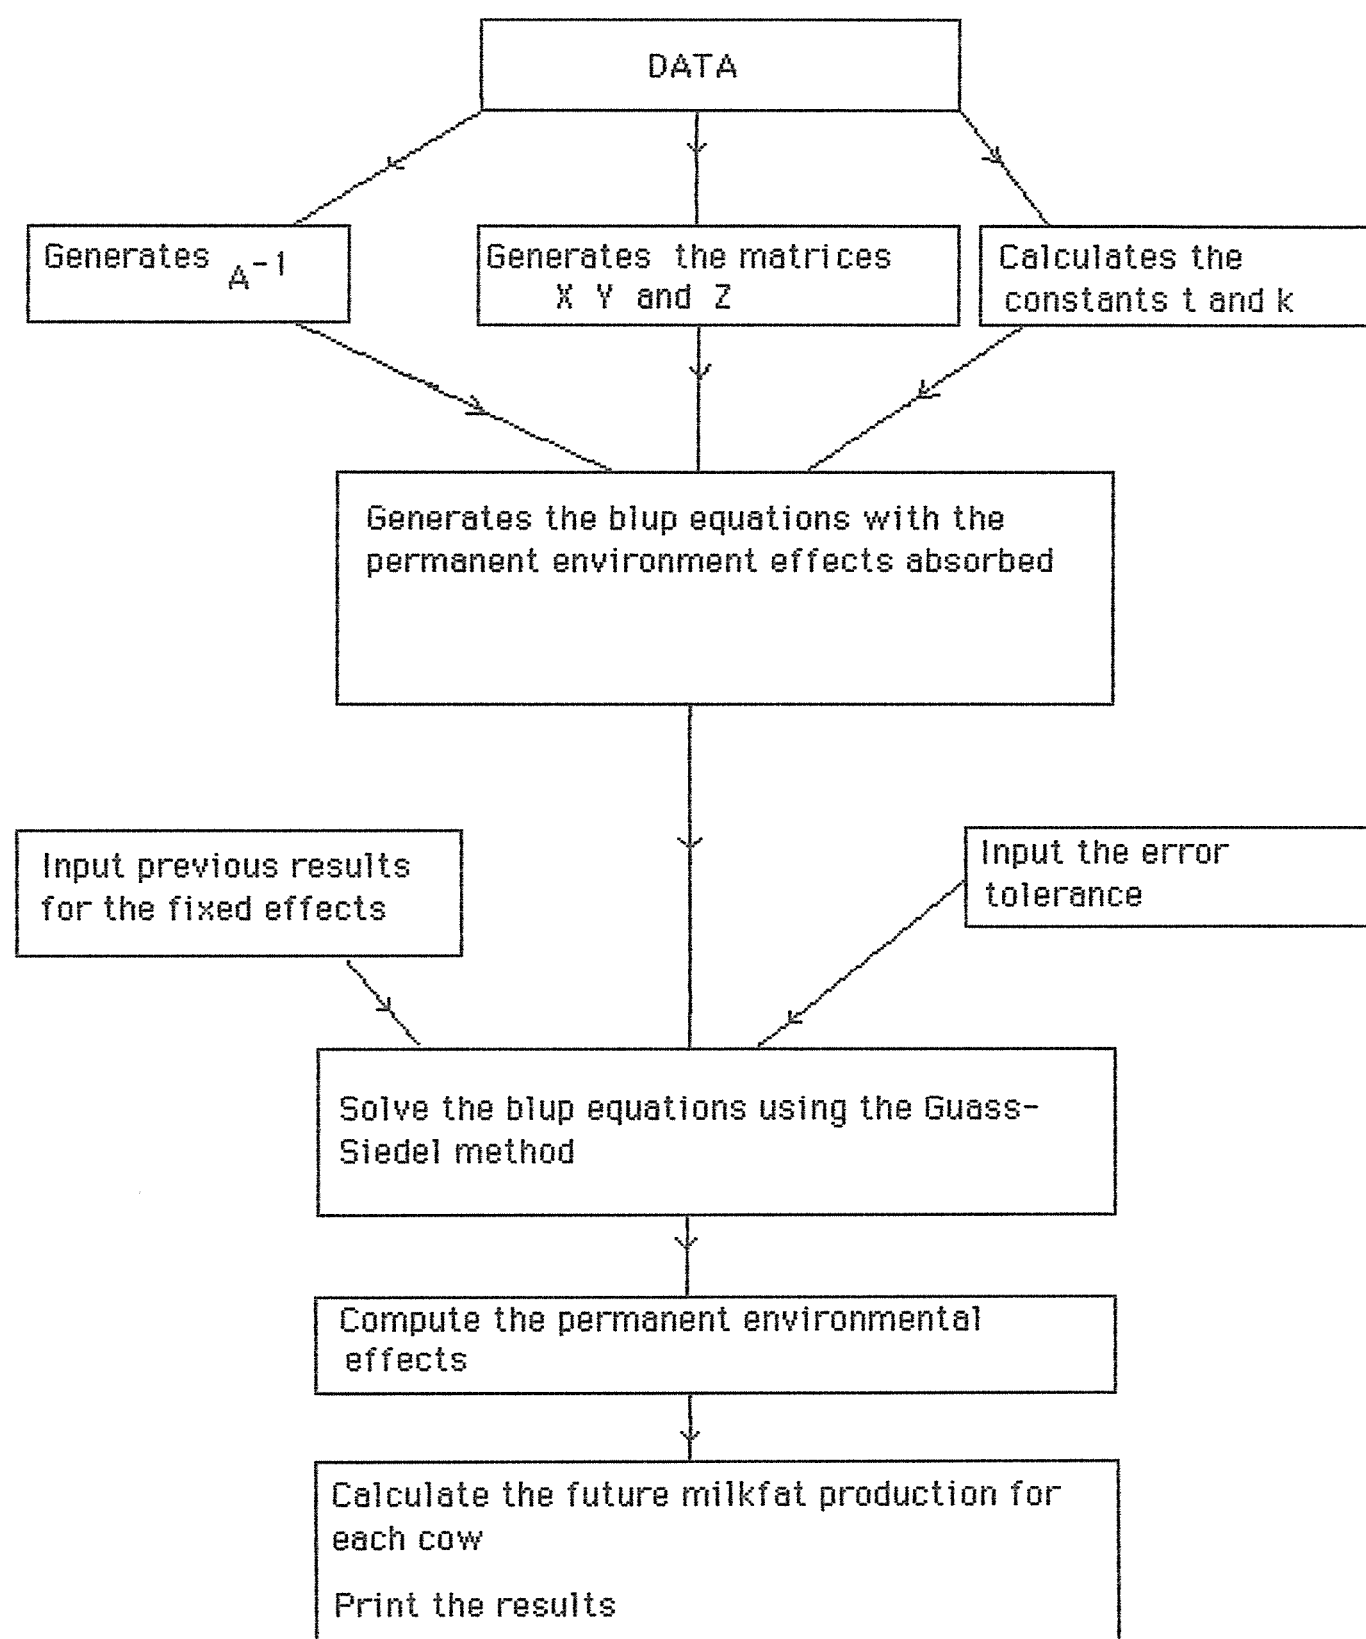 DATA
Generates A⁻¹
Generates the matrices
X Y and Z
Calculates the
constants t and k
Generates the blup equations with the
permanent environment effects absorbed
Input previous results
for the fixed effects
Input the error
tolerance
Solve the blup equations using the Guass-
Siedel method
Compute the permanent environmental
effects
Calculate the future milkfat production for
each cow
Print the results